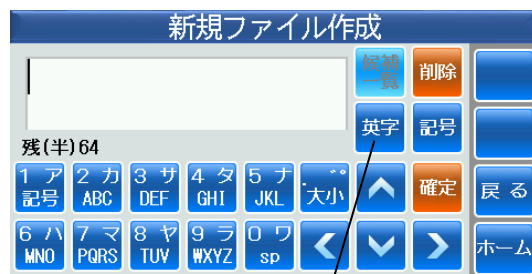 新規ファイル作成
候補一覧 削除
英字 記号
残(半)64
1 ア 記号 2 カ ABC 3 サ DEF 4 タ GHI 5 ナ JKL ゛゜大小 確定 戻る
6 ハ MNO 7 マ PQRS 8 ヤ TUV 9 ラ WXYZ 0 ワ sp ホーム